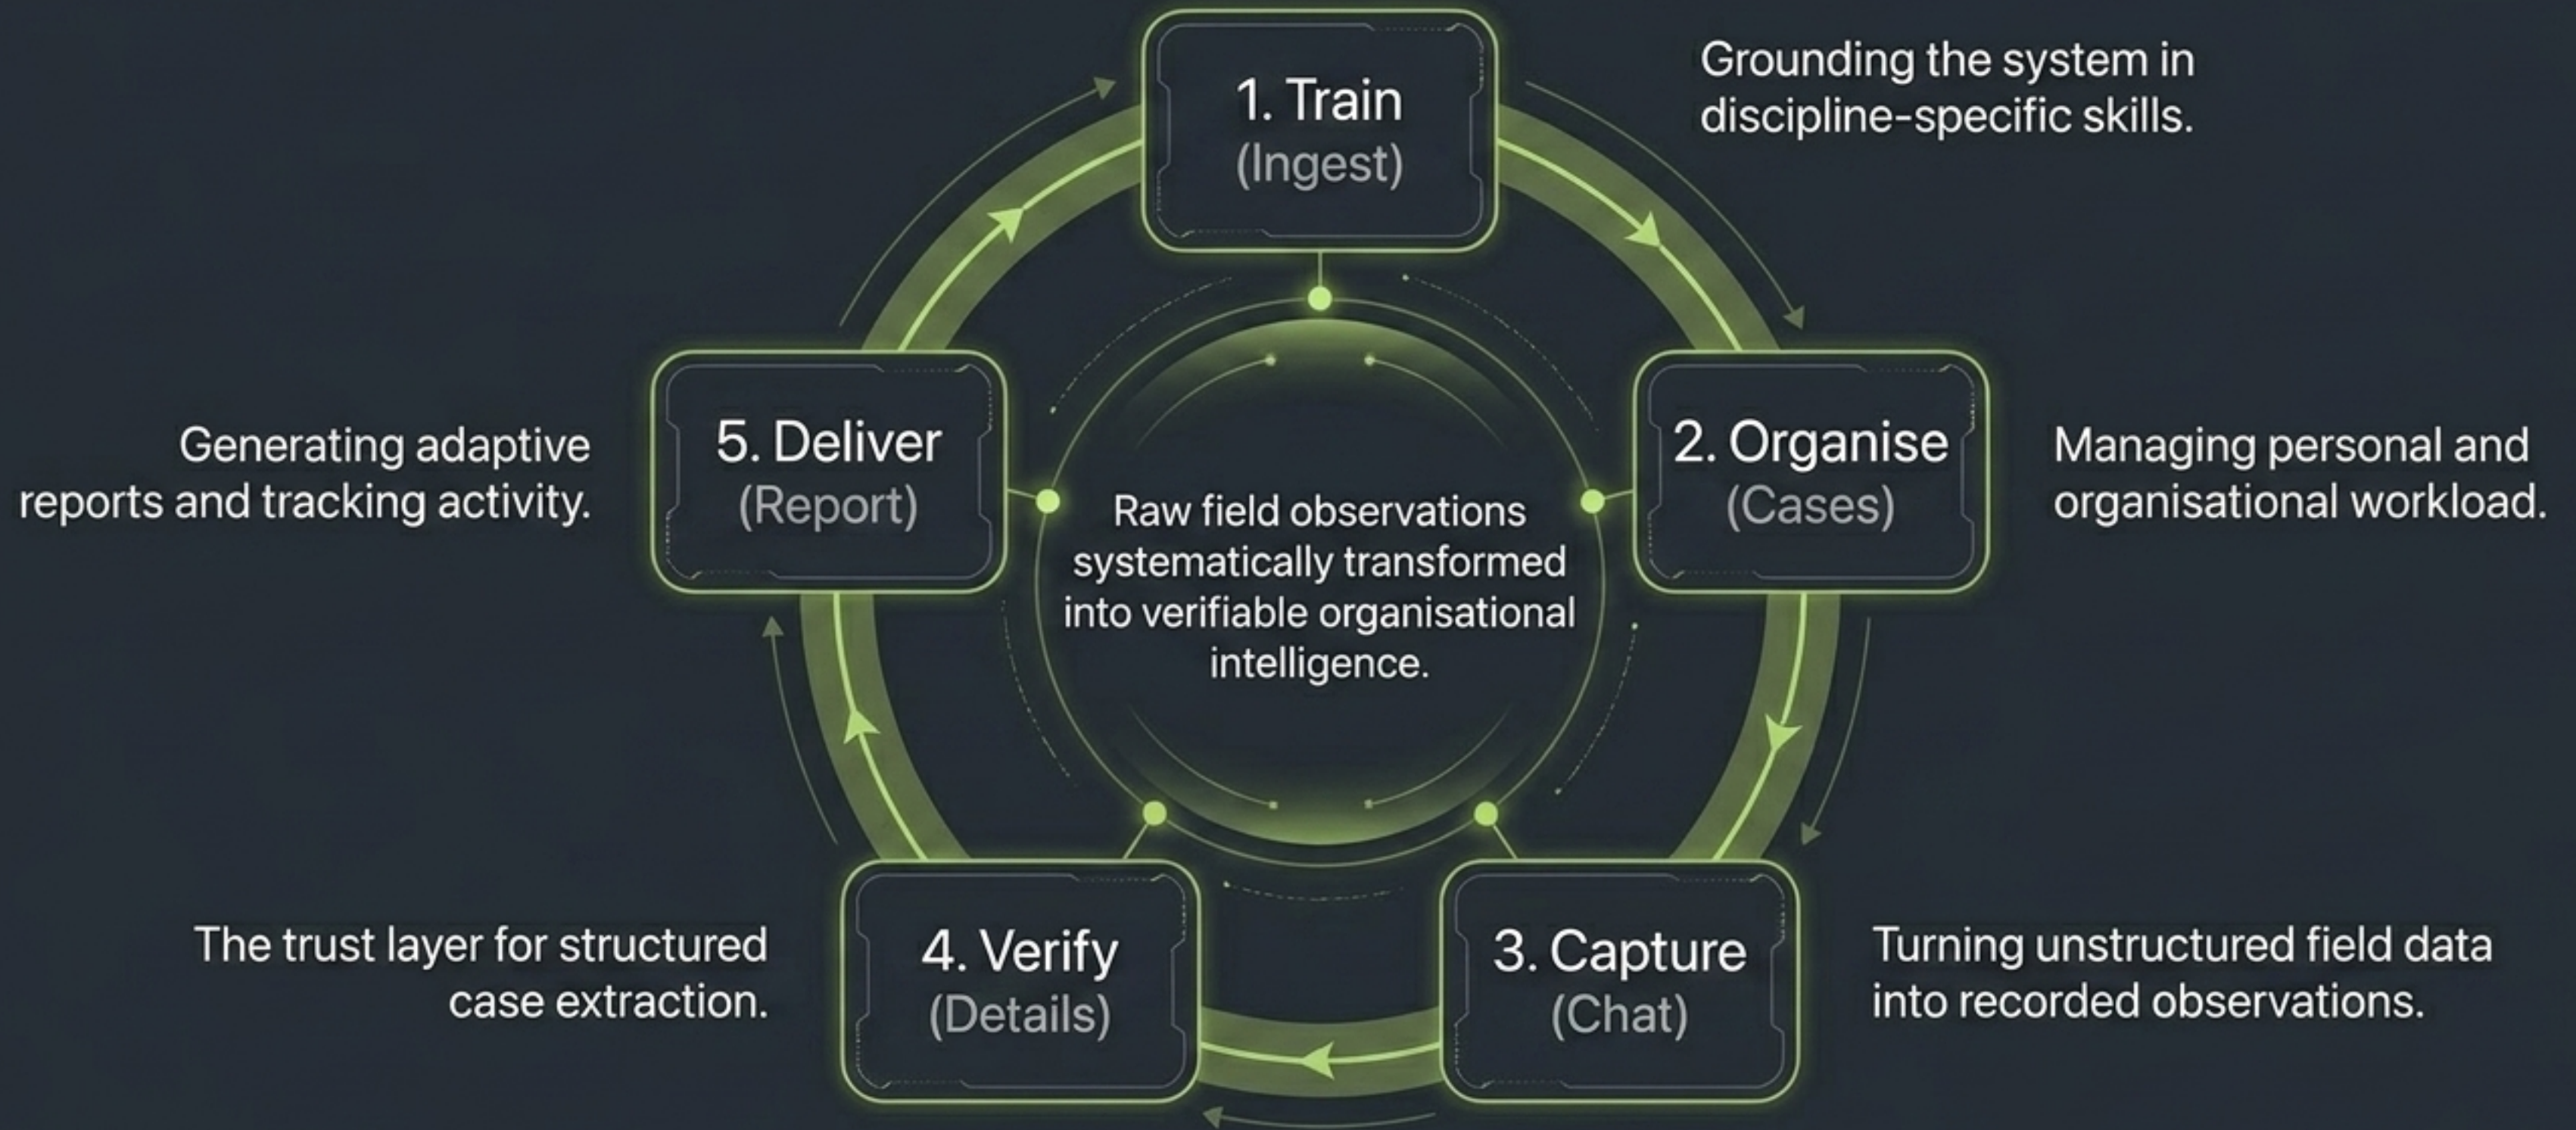 1. Train
(Ingest)
Grounding the system in
discipline-specific skills.
2. Organise
(Cases)
Managing personal and
organisational workload.
3. Capture
(Chat)
Turning unstructured field data
into recorded observations.
4. Verify
(Details)
The trust layer for structured
case extraction.
5. Deliver
(Report)
Generating adaptive
reports and tracking activity.
Raw field observations
systematically transformed
into verifiable organisational
intelligence.